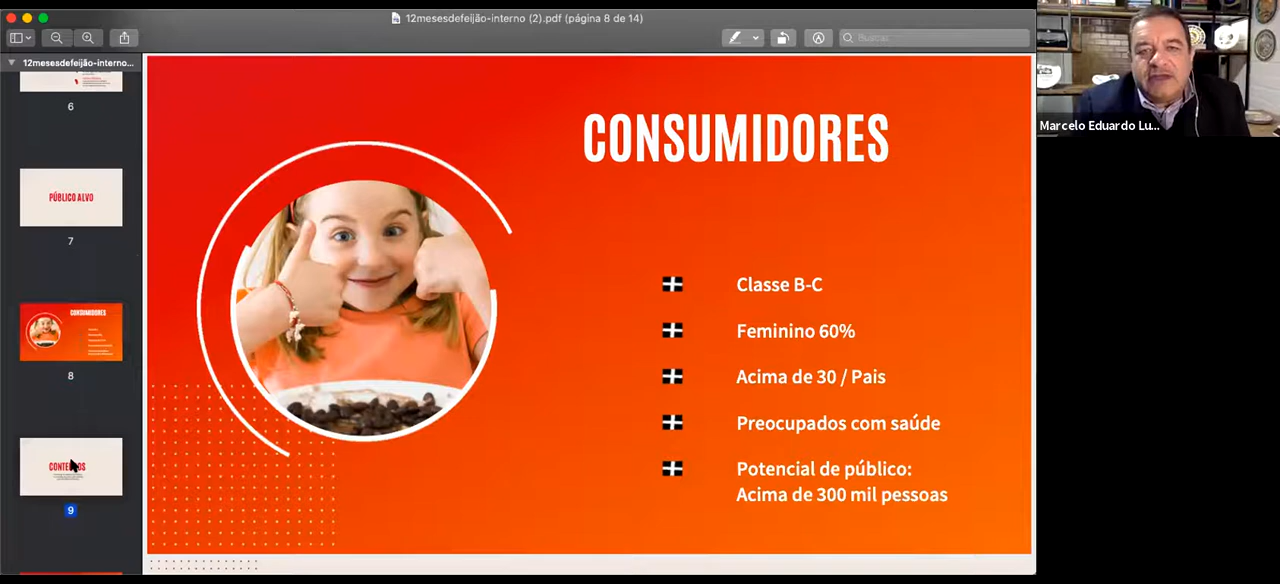 12mesesdefeijão-interno (2).pdf (página 8 de 14)
Buscar
12mesesdefeijão-interno...
6
PÚBLICO ALVO
7
CONSUMIDORES
8
9
CONSUMIDORES
Classe B-C
Feminino 60%
Acima de 30 / Pais
Preocupados com saúde
Potencial de público:
Acima de 300 mil pessoas
Marcelo Eduardo Lu...